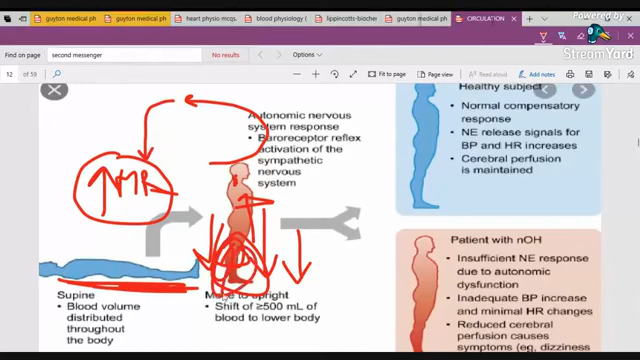 guyton medical ph
guyton medical ph
heart physio mcqs.
blood physiology (
lippincotts-biocher
guyton medical ph
CIRCULATION
Powered by
StreamYard
Find on page
second messenger
No results
Options
12
of 59
Fit to page
Page view
Read aloud
Add notes
Autonomic nervous
system response
• Baroreceptor reflex
activation of the
sympathetic
nervous
system
↑
Supine
• Blood volume
distributed
throughout
the body
Move to upright
• Shift of ≥500 mL of
blood to lower body
Healthy subject
• Normal compensatory
response
• NE release signals for
BP and HR increases
• Cerebral perfusion
is maintained
Patient with nOH
• Insufficient NE response
due to autonomic
dysfunction
• Inadequate BP increase
and minimal HR changes
• Reduced cerebral
perfusion causes
symptoms (eg, dizziness